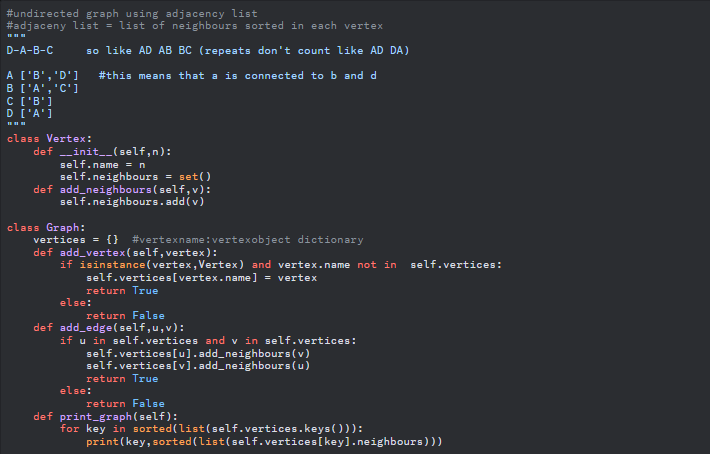 #undirected graph using adjacency list
#adjaceny list = list of neighbours sorted in each vertex
"""
D-A-B-C     so like AD AB BC (repeats don't count like AD DA)

A ['B','D']   #this means that a is connected to b and d
B ['A','C']
C ['B']
D ['A']
"""
class Vertex:
    def __init__(self,n):
        self.name = n
        self.neighbours = set()
    def add_neighbours(self,v):
        self.neighbours.add(v)

class Graph:
    vertices = {}  #vertexname:vertexobject dictionary
    def add_vertex(self,vertex):
        if isinstance(vertex,Vertex) and vertex.name not in  self.vertices:
            self.vertices[vertex.name] = vertex
            return True
        else:
            return False
    def add_edge(self,u,v):
        if u in self.vertices and v in self.vertices:
            self.vertices[u].add_neighbours(v)
            self.vertices[v].add_neighbours(u)
            return True
        else:
            return False
    def print_graph(self):
        for key in sorted(list(self.vertices.keys())):
            print(key,sorted(list(self.vertices[key].neighbours)))